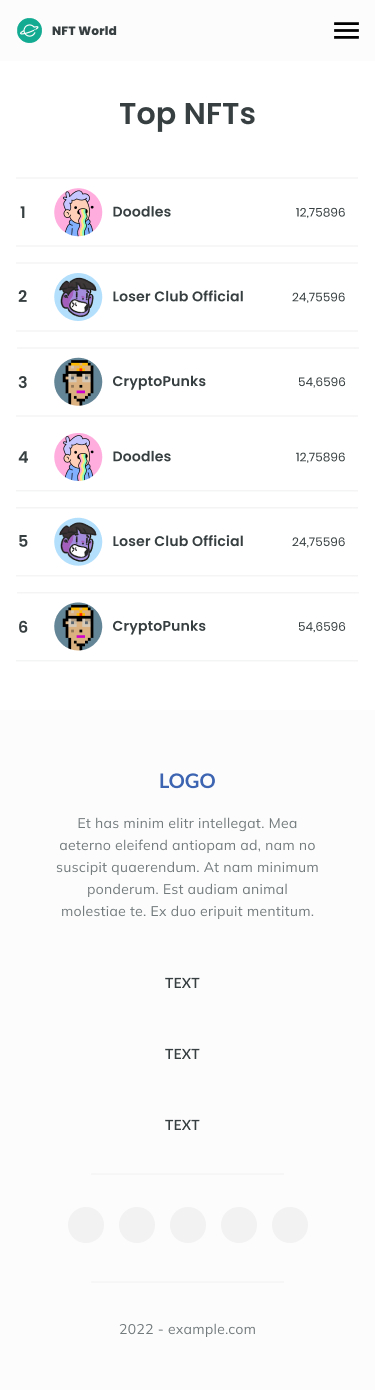 NFT World
Top NFTs
1 Doodles 12,75896
2 Loser Club Official 24,75596
3 CryptoPunks 54,6596
4 Doodles 12,75896
5 Loser Club Official 24,75596
6 CryptoPunks 54,6596
LOGO
Et has minim elitr intellegat. Mea
aeterno eleifend antiopam ad, nam no
suscipit quaerendum. At nam minimum
ponderum. Est audiam animal
molestiae te. Ex duo eripuit mentitum.
TEXT
TEXT
TEXT
2022 - example.com